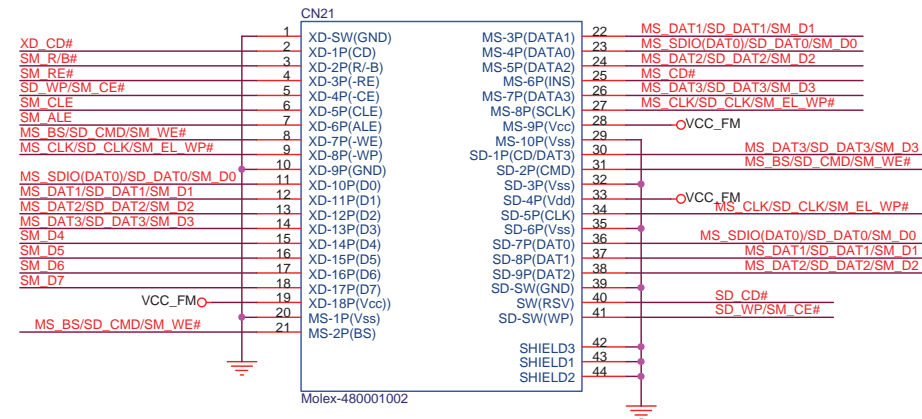 CN21
1 XD-SW(GND)
XD_CD# 2 XD-1P(CD)
SM_R/B# 3 XD-2P(R/-B)
SM_RE# 4 XD-3P(-RE)
SD_WP/SM_CE# 5 XD-4P(-CE)
SM_CLE 6 XD-5P(CLE)
SM_ALE 7 XD-6P(ALE)
MS_BS/SD_CMD/SM_WE# 8 XD-7P(-WE)
MS_CLK/SD_CLK/SM_EL_WP# 9 XD-8P(-WP)
10 XD-9P(GND)
MS_SDIO(DAT0)/SD_DAT0/SM_D0 11 XD-10P(D0)
MS_DAT1/SD_DAT1/SM_D1 12 XD-11P(D1)
MS_DAT2/SD_DAT2/SM_D2 13 XD-12P(D2)
MS_DAT3/SD_DAT3/SM_D3 14 XD-13P(D3)
SM_D4 15 XD-14P(D4)
SM_D5 16 XD-15P(D5)
SM_D6 17 XD-16P(D6)
SM_D7 18 XD-17P(D7)
VCC_FM 19 XD-18P(Vcc))
20 MS-1P(Vss)
MS_BS/SD_CMD/SM_WE# 21 MS-2P(BS)
MS-3P(DATA1) 22 MS_DAT1/SD_DAT1/SM_D1
MS-4P(DATA0) 23 MS_SDIO(DAT0)/SD_DAT0/SM_D0
MS-5P(DATA2) 24 MS_DAT2/SD_DAT2/SM_D2
MS-6P(INS) 25 MS_CD#
MS-7P(DATA3) 26 MS_DAT3/SD_DAT3/SM_D3
MS-8P(SCLK) 27 MS_CLK/SD_CLK/SM_EL_WP#
MS-9P(Vcc) 28 VCC_FM
MS-10P(Vss) 29
SD-1P(CD/DAT3) 30 MS_DAT3/SD_DAT3/SM_D3
SD-2P(CMD) 31 MS_BS/SD_CMD/SM_WE#
SD-3P(Vss) 32
SD-4P(Vdd) 33 VCC_FM
SD-5P(CLK) 34 MS_CLK/SD_CLK/SM_EL_WP#
SD-6P(Vss) 35
SD-7P(DAT0) 36 MS_SDIO(DAT0)/SD_DAT0/SM_D0
SD-8P(DAT1) 37 MS_DAT1/SD_DAT1/SM_D1
SD-9P(DAT2) 38 MS_DAT2/SD_DAT2/SM_D2
SD-SW(GND) 39
SW(RSV) 40 SD_CD#
SD-SW(WP) 41 SD_WP/SM_CE#
SHIELD3 42
SHIELD1 43
SHIELD2 44
Molex-480001002